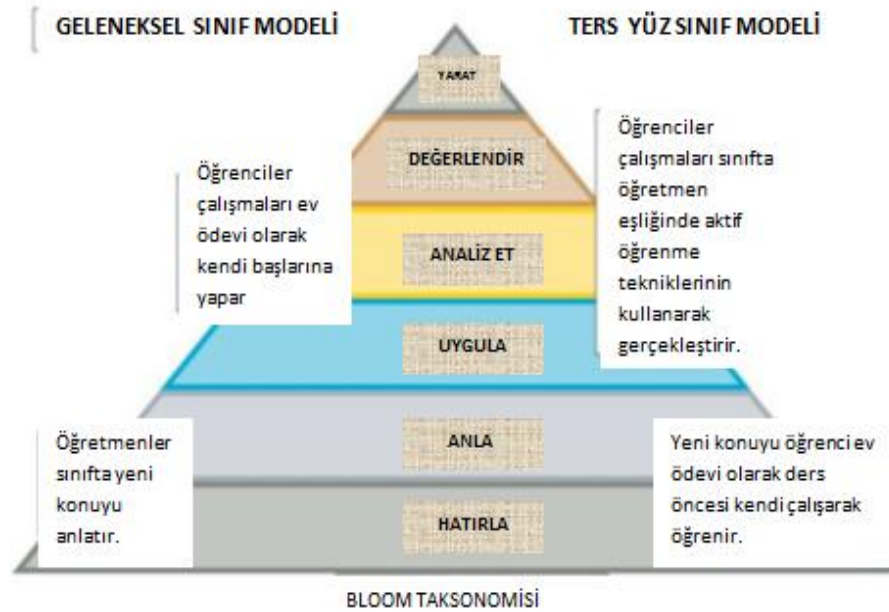 GELENEKSEL SINIF MODELİ
TERS YÜZ SINIF MODELİ
YARAT
DEĞERLENDİR
ANALİZ ET
UYGULA
ANLA
HATIRLA
Öğrenciler
çalışmaları ev
ödevi olarak
kendi başlarına
yapar
Öğrenciler
çalışmaları sınıfta
öğretmen
eşliğinde aktif
öğrenme
tekniklerinin
kullanarak
gerçekleştirir.
Öğretmenler
sınıfta yeni
konuyu
anlatır.
Yeni konuyu öğrenci ev
ödevi olarak ders
öncesi kendi çalışarak
öğrenir.
BLOOM TAKSONOMİSİ